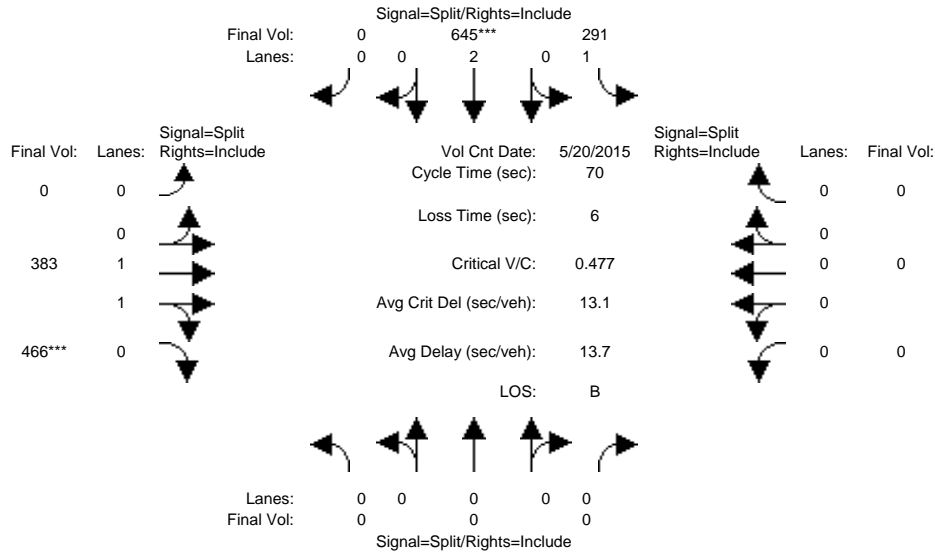 Signal=Split/Rights=Include
Final Vol: 0 645*** 291
Lanes: 0 0 2 0 1
Signal=Split Signal=Split
Final Vol: Lanes: Rights=Include Vol Cnt Date: 5/20/2015 Rights=Include Lanes: Final Vol:
Cycle Time (sec): 70
0 0 0 0
Loss Time (sec): 6
0 0
383 1 Critical V/C: 0.477 0 0
1 Avg Crit Del (sec/veh): 13.1 0
466*** 0 Avg Delay (sec/veh): 13.7 0 0
LOS: B
Lanes: 0 0 0 0 0
Final Vol: 0 0 0
Signal=Split/Rights=Include